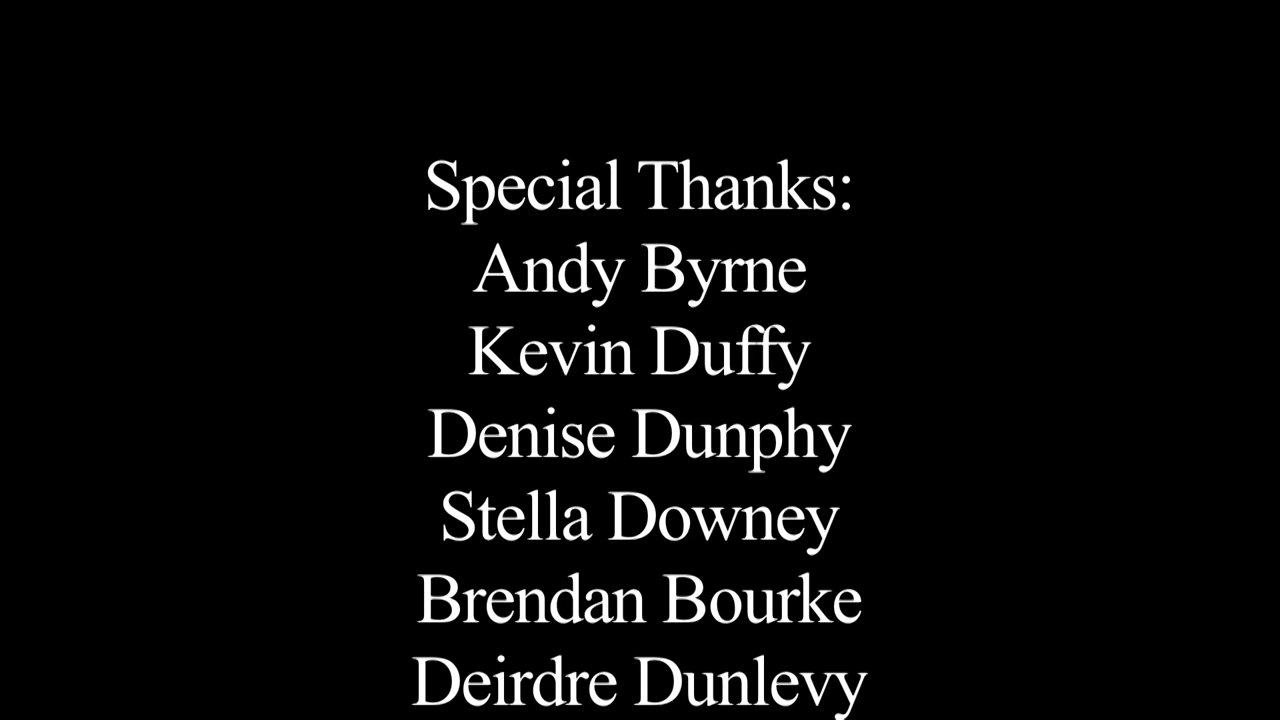 Special Thanks:
Andy Byrne
Kevin Duffy
Denise Dunphy
Stella Downey
Brendan Bourke
Deirdre Dunlevy